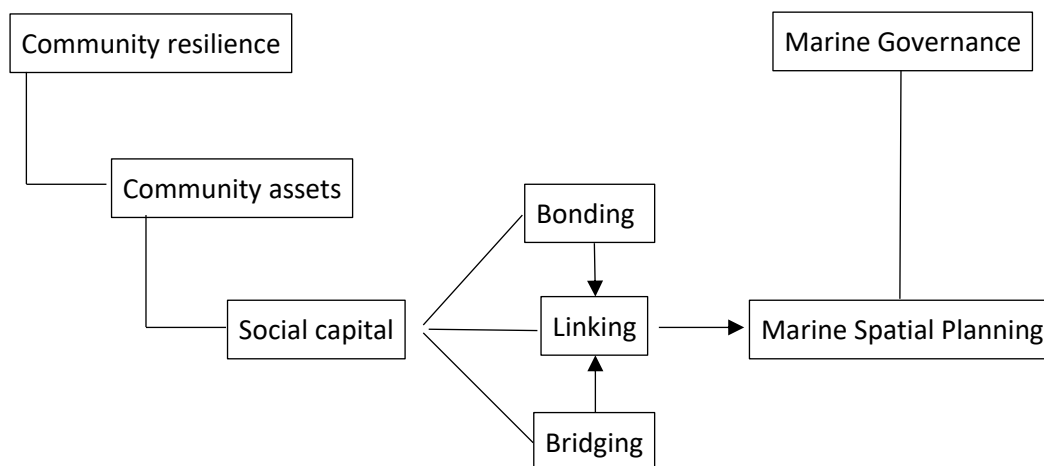 Community resilience
Marine Governance
Community assets
Bonding
Social capital
Linking
Marine Spatial Planning
Bridging